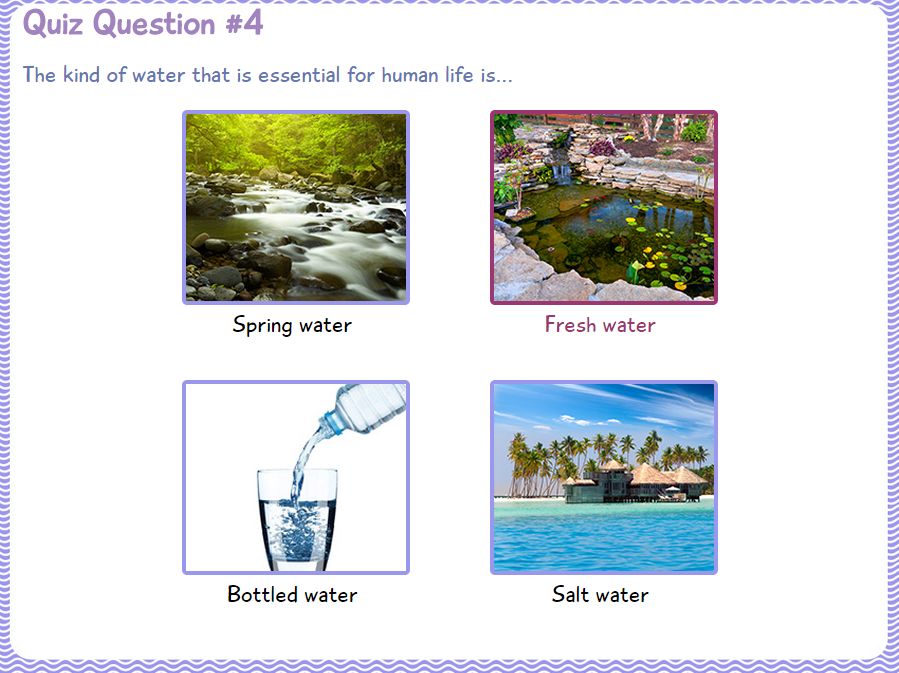 Quiz Question #4
The kind of water that is essential for human life is...
Spring water
Fresh water
Bottled water
Salt water